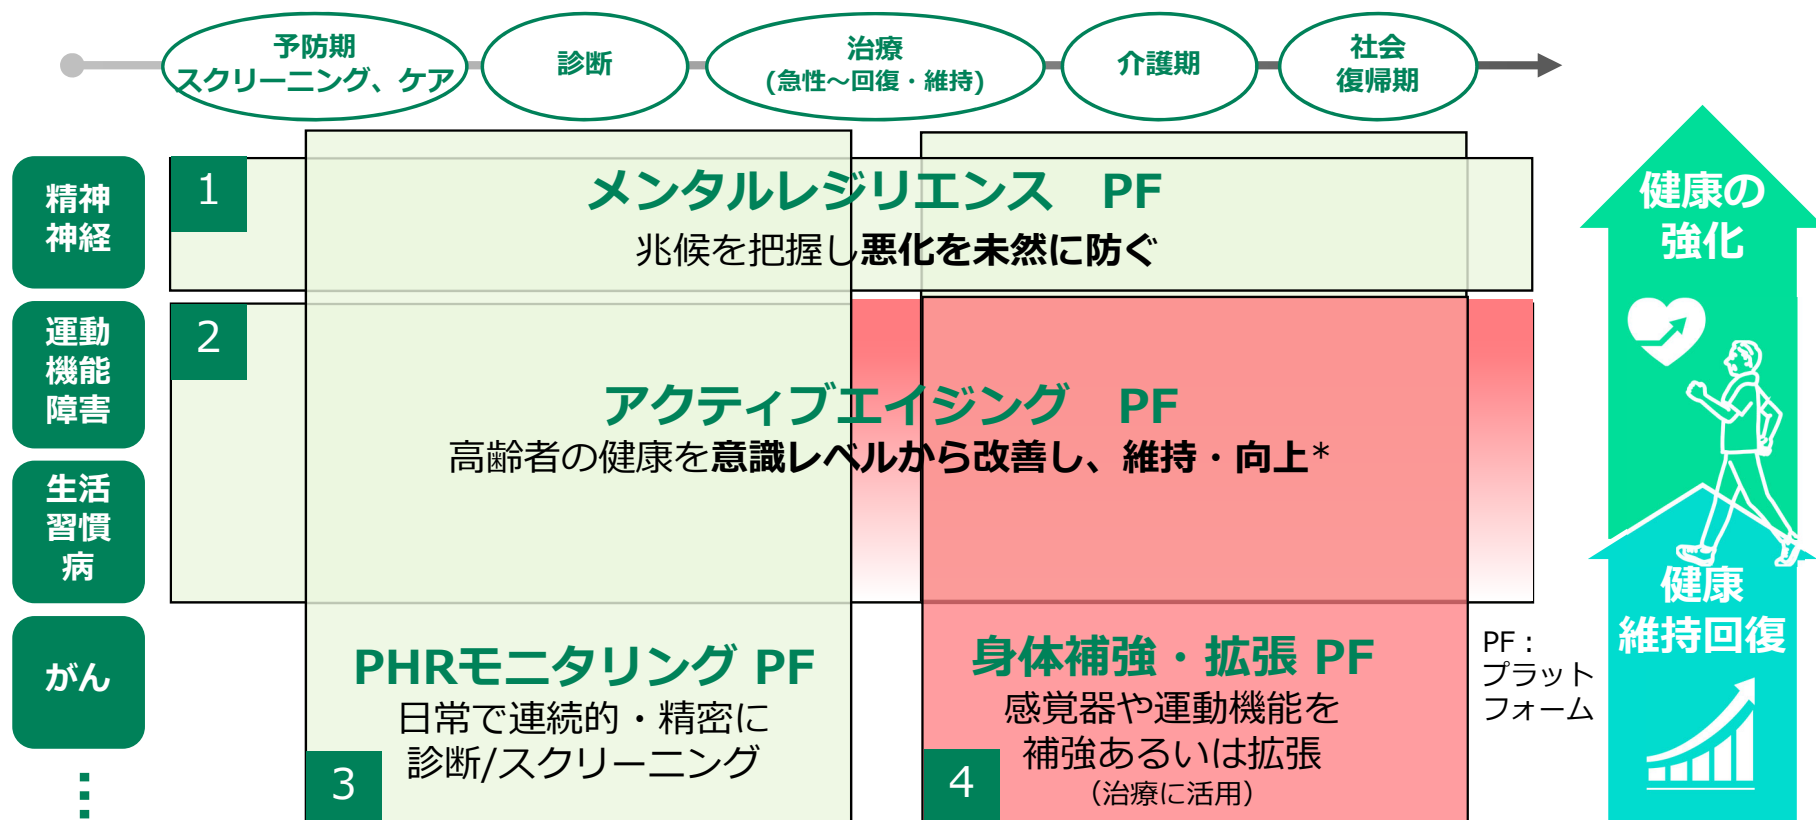 予防期
スクリーニング、ケア
診断
治療
(急性～回復・維持)
介護期
社会
復帰期
精神
神経
1
メンタルレジリエンス　PF
兆候を把握し悪化を未然に防ぐ
運動
機能
障害
2
アクティブエイジング　PF
高齢者の健康を意識レベルから改善し、維持・向上*
生活
習慣
病
がん
PHRモニタリング PF
日常で連続的・精密に
診断/スクリーニング
3
身体補強・拡張 PF
感覚器や運動機能を
補強あるいは拡張
（治療に活用）
4
PF：
プラット
フォーム
健康の
強化
健康
維持回復